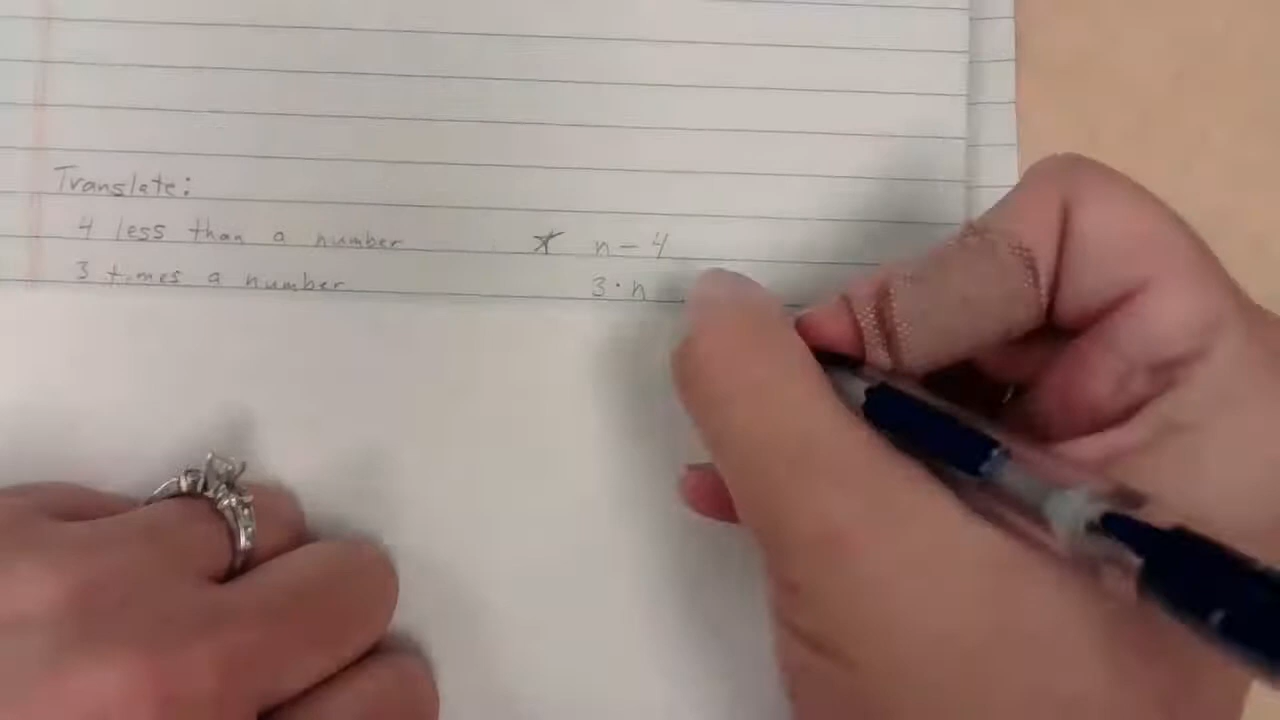 Translate:
4 less than a number ★ n - 4
3 times a number 3 · n